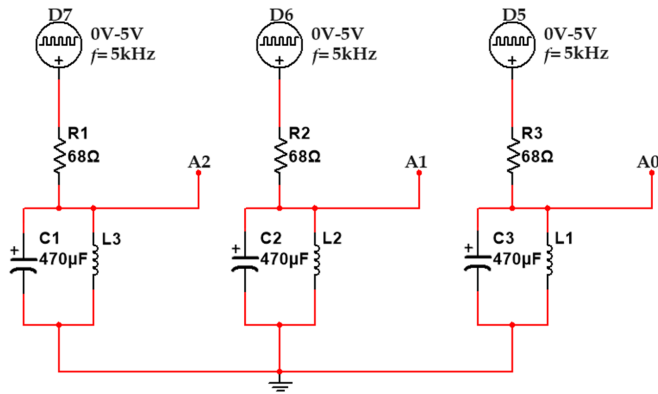 D7
0V-5V
f=5kHz
R1
68Ω
A2
C1
470µF
L3
D6
0V-5V
f=5kHz
R2
68Ω
A1
C2
470µF
L2
D5
0V-5V
f=5kHz
R3
68Ω
A0
C3
470µF
L1